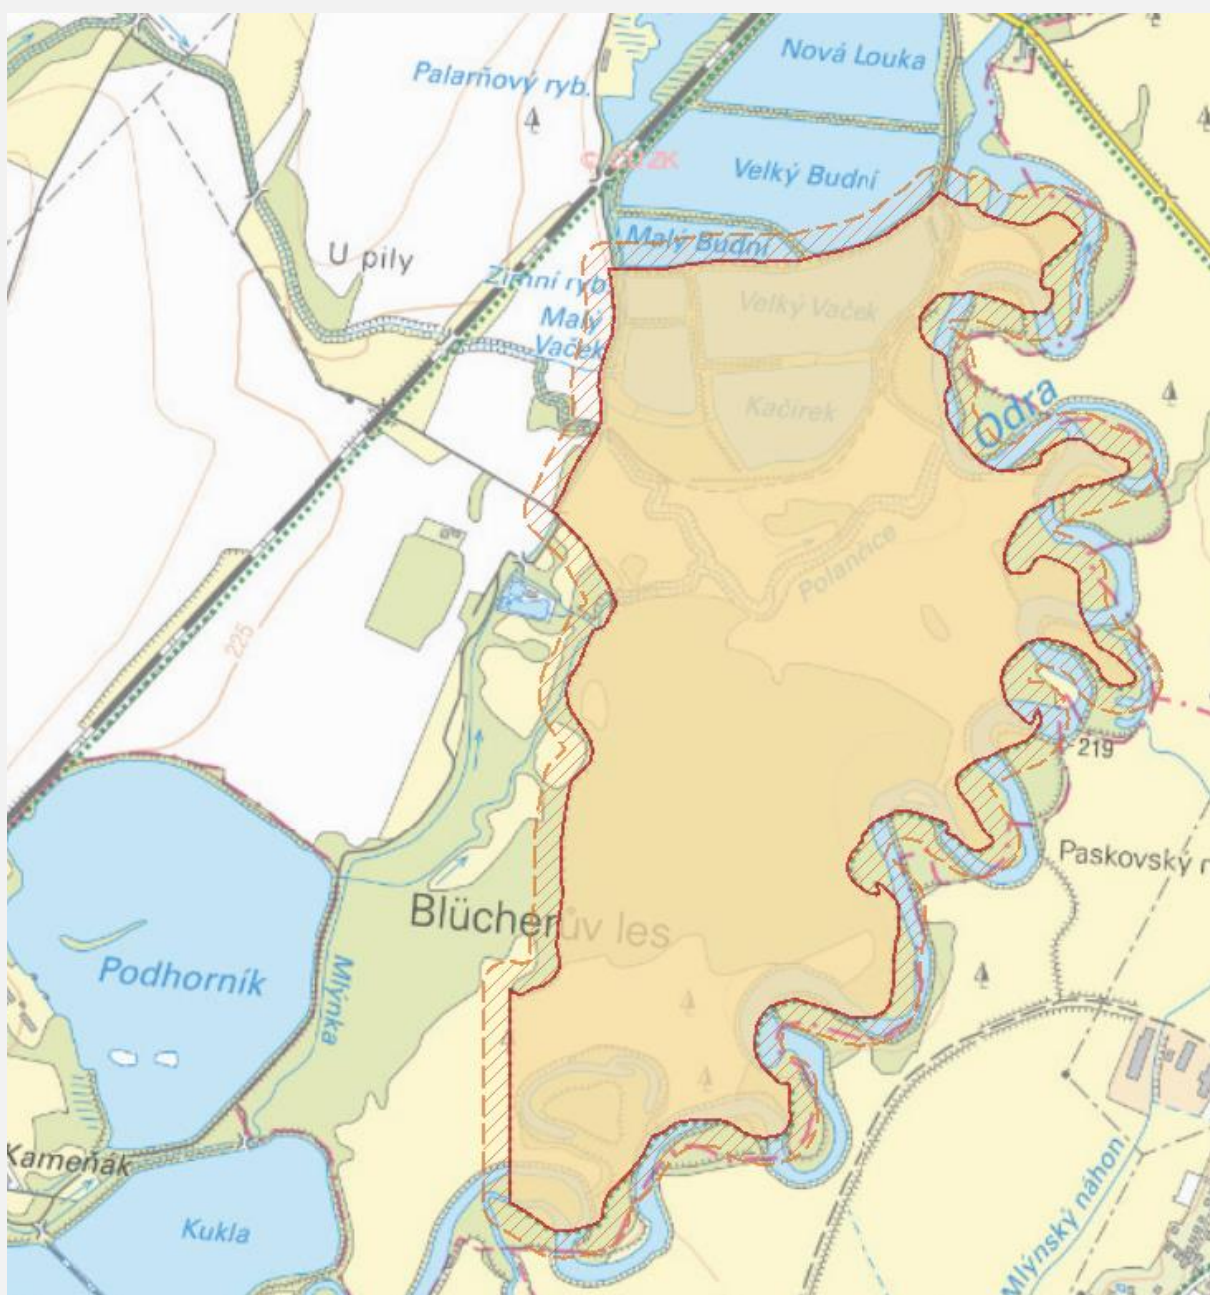 Nová Louka
Palarňový ryb.
© ČÚZK
Velký Budní
Malý Budní
U pily
Zimní ryb.
Velký Vaček
Malý
Vaček
Kačírek
Odra
Polančice
225
219
Paskovský
Blücherův les
Podhorník
Mlýnka
Kameňák
Kukla
Mlýnský náhon